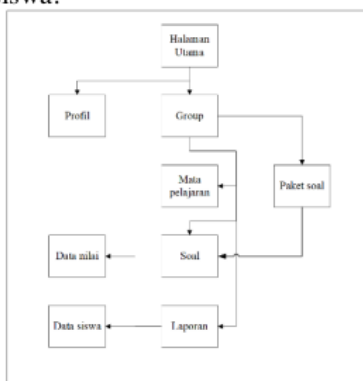 siswa.
Halaman
Utama
Profil
Group
Mata
pelajaran
Paket soal
Data nilai
Soal
Data siswa
Laporan